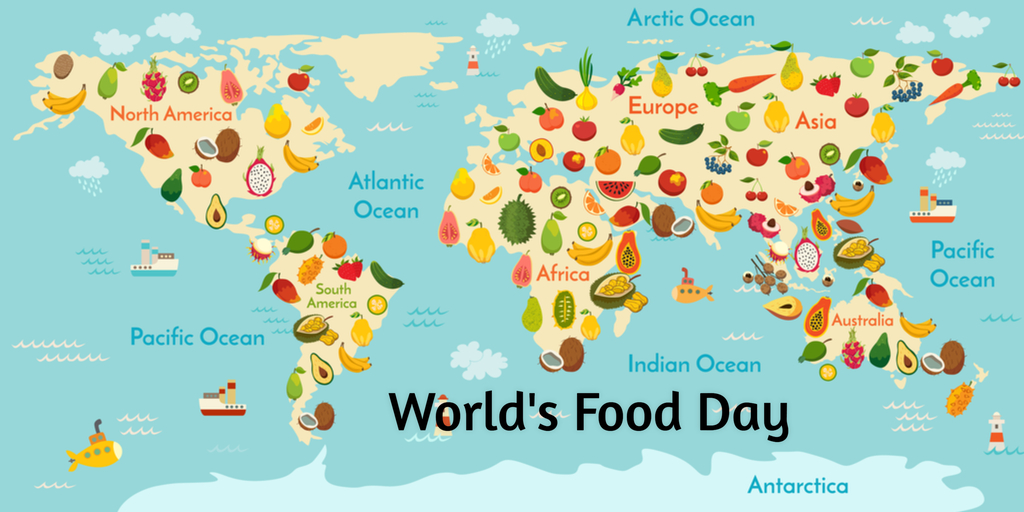 Arctic Ocean
North America
Europe
Asia
Atlantic
Ocean
Pacific
Ocean
Africa
South
America
Australia
Pacific Ocean
Indian Ocean
World's Food Day
Antarctica